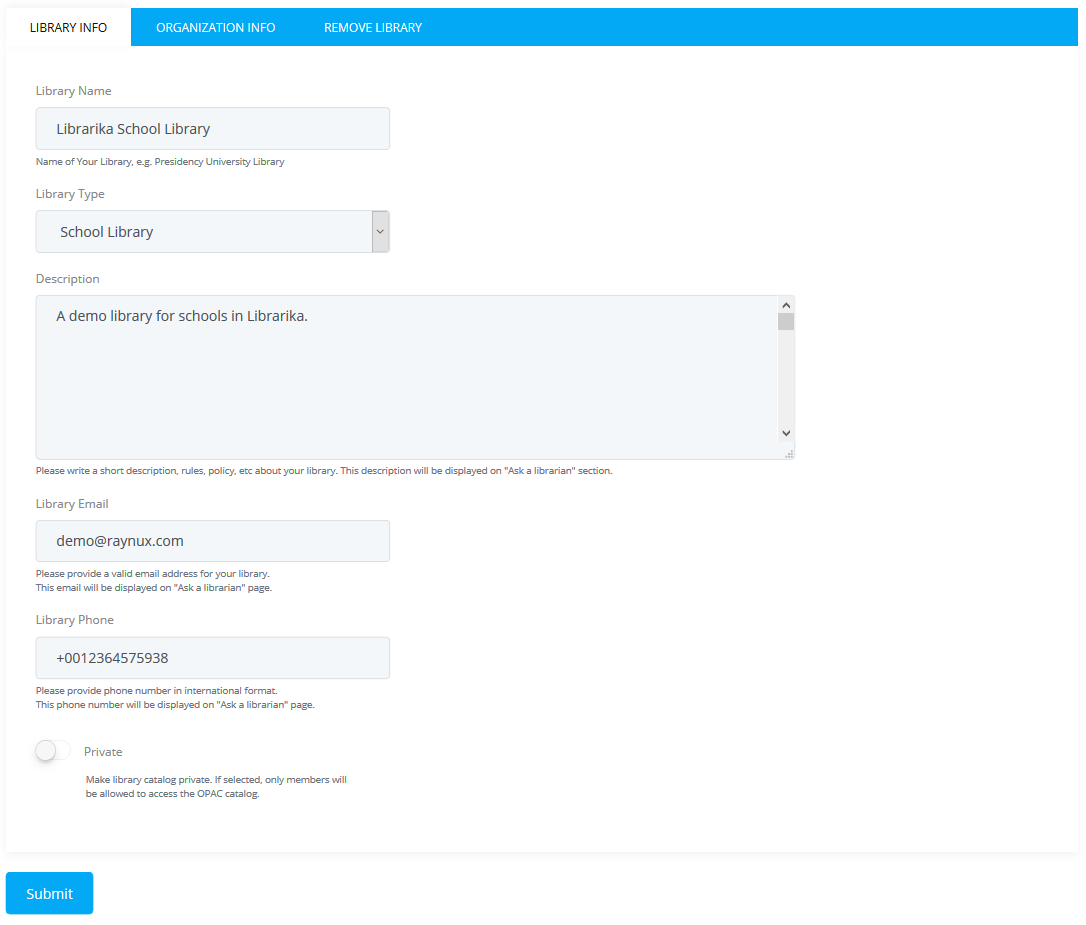 LIBRARY INFO ORGANIZATION INFO REMOVE LIBRARY
Library Name
Librarika School Library
Name of Your Library, e.g. Presidency University Library
Library Type
School Library
Description
A demo library for schools in Librarika.
Please write a short description, rules, policy, etc about your library. This description will be displayed on "Ask a librarian" section.
Library Email
demo@raynux.com
Please provide a valid email address for your library.
This email will be displayed on "Ask a librarian" page.
Library Phone
+0012364575938
Please provide phone number in international format.
This phone number will be displayed on "Ask a librarian" page.
Private
Make library catalog private. If selected, only members will
be allowed to access the OPAC catalog.
Submit